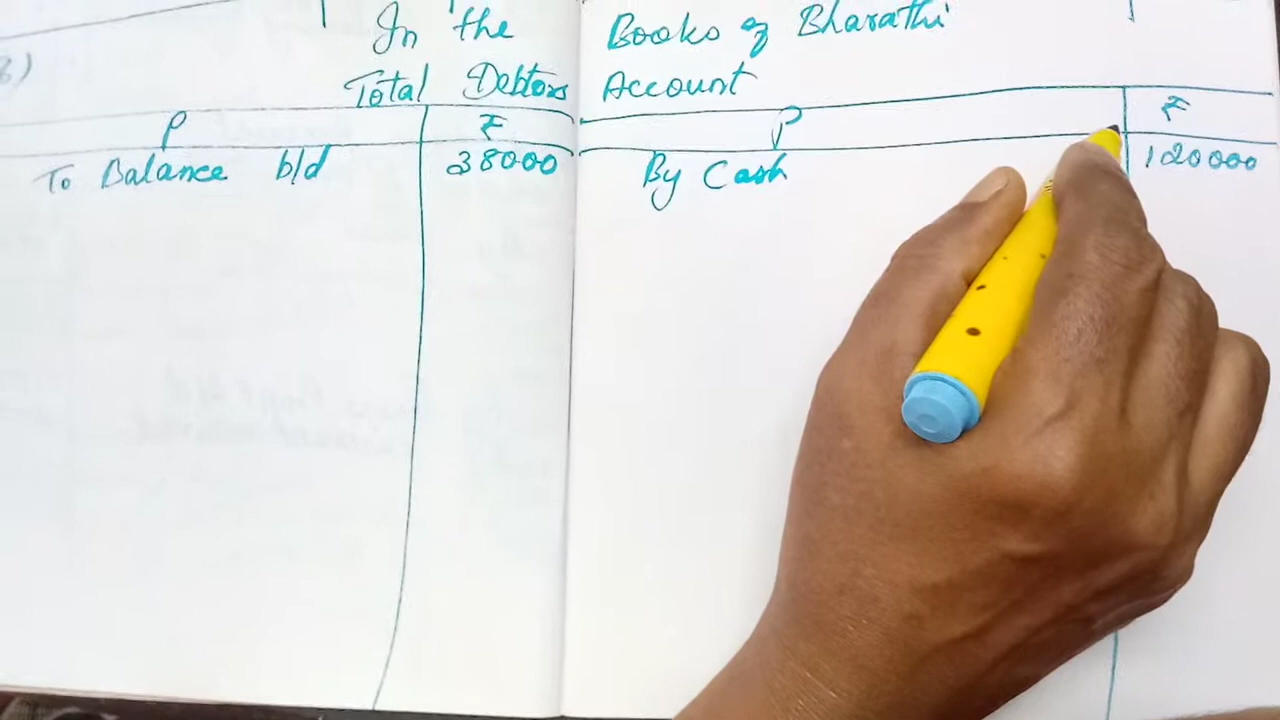 In the Books of Bharathi
Total Debtors Account
P ₹ P ₹
To Balance b/d 38000 By Cash 120000